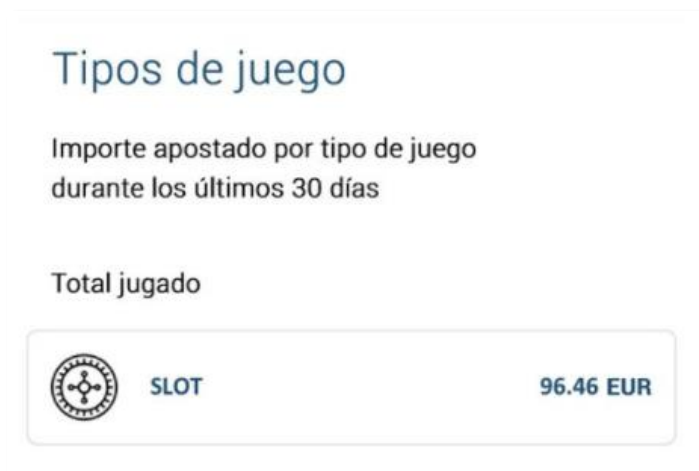 Tipos de juego
Importe apostado por tipo de juego
durante los últimos 30 días
Total jugado
SLOT 96.46 EUR